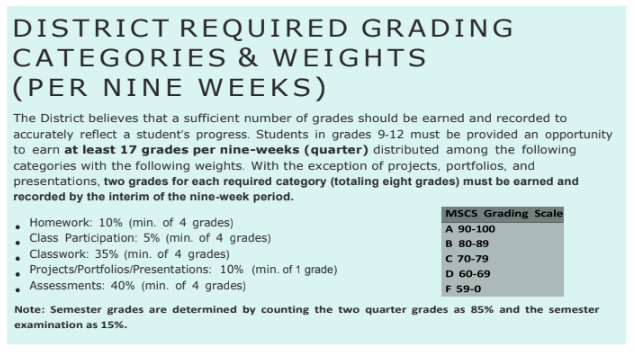 DISTRICT REQUIRED GRADING
CATEGORIES & WEIGHTS
(PER NINE WEEKS)
The District believes that a sufficient number of grades should be earned and recorded to
accurately reflect a student's progress. Students in grades 9-12 must be provided an opportunity
to earn at least 17 grades per nine-weeks (quarter) distributed among the following
categories with the following weights. With the exception of projects, portfolios, and
presentations, two grades for each required category (totaling eight grades) must be earned and
recorded by the interim of the nine-week period.
• Homework: 10% (min. of 4 grades)
• Class Participation: 5% (min. of 4 grades)
• Classwork: 35% (min. of 4 grades)
• Projects/Portfolios/Presentations: 10% (min. of 1 grade)
• Assessments: 40% (min. of 4 grades)
MSCS Grading Scale
A 90-100
B 80-89
C 70-79
D 60-69
F 59-0
Note: Semester grades are determined by counting the two quarter grades as 85% and the semester
examination as 15%.